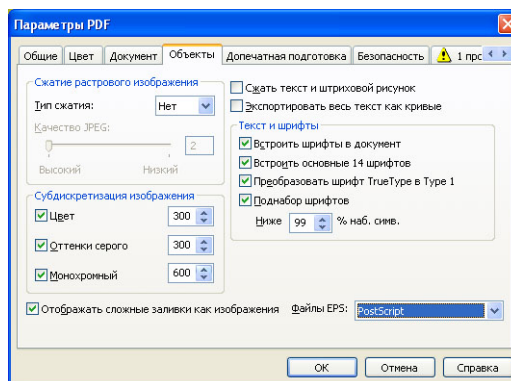 Параметры PDF
Общие Цвет Документ Объекты Допечатная подготовка Безопасность 1 про
Сжатие растрового изображения
Тип сжатия: Нет
Качество JPEG:
2
Высокий Низкий
Субдискретизация изображения
Цвет 300
Оттенки серого 300
Монохромный 600
Сжать текст и штриховой рисунок
Экспортировать весь текст как кривые
Текст и шрифты
Встроить шрифты в документ
Встроить основные 14 шрифтов
Преобразовать шрифт TrueType в Type 1
Поднабор шрифтов
Ниже 99 % наб. симв.
Отображать сложные заливки как изображения Файлы EPS: PostScript
ОК Отмена Справка